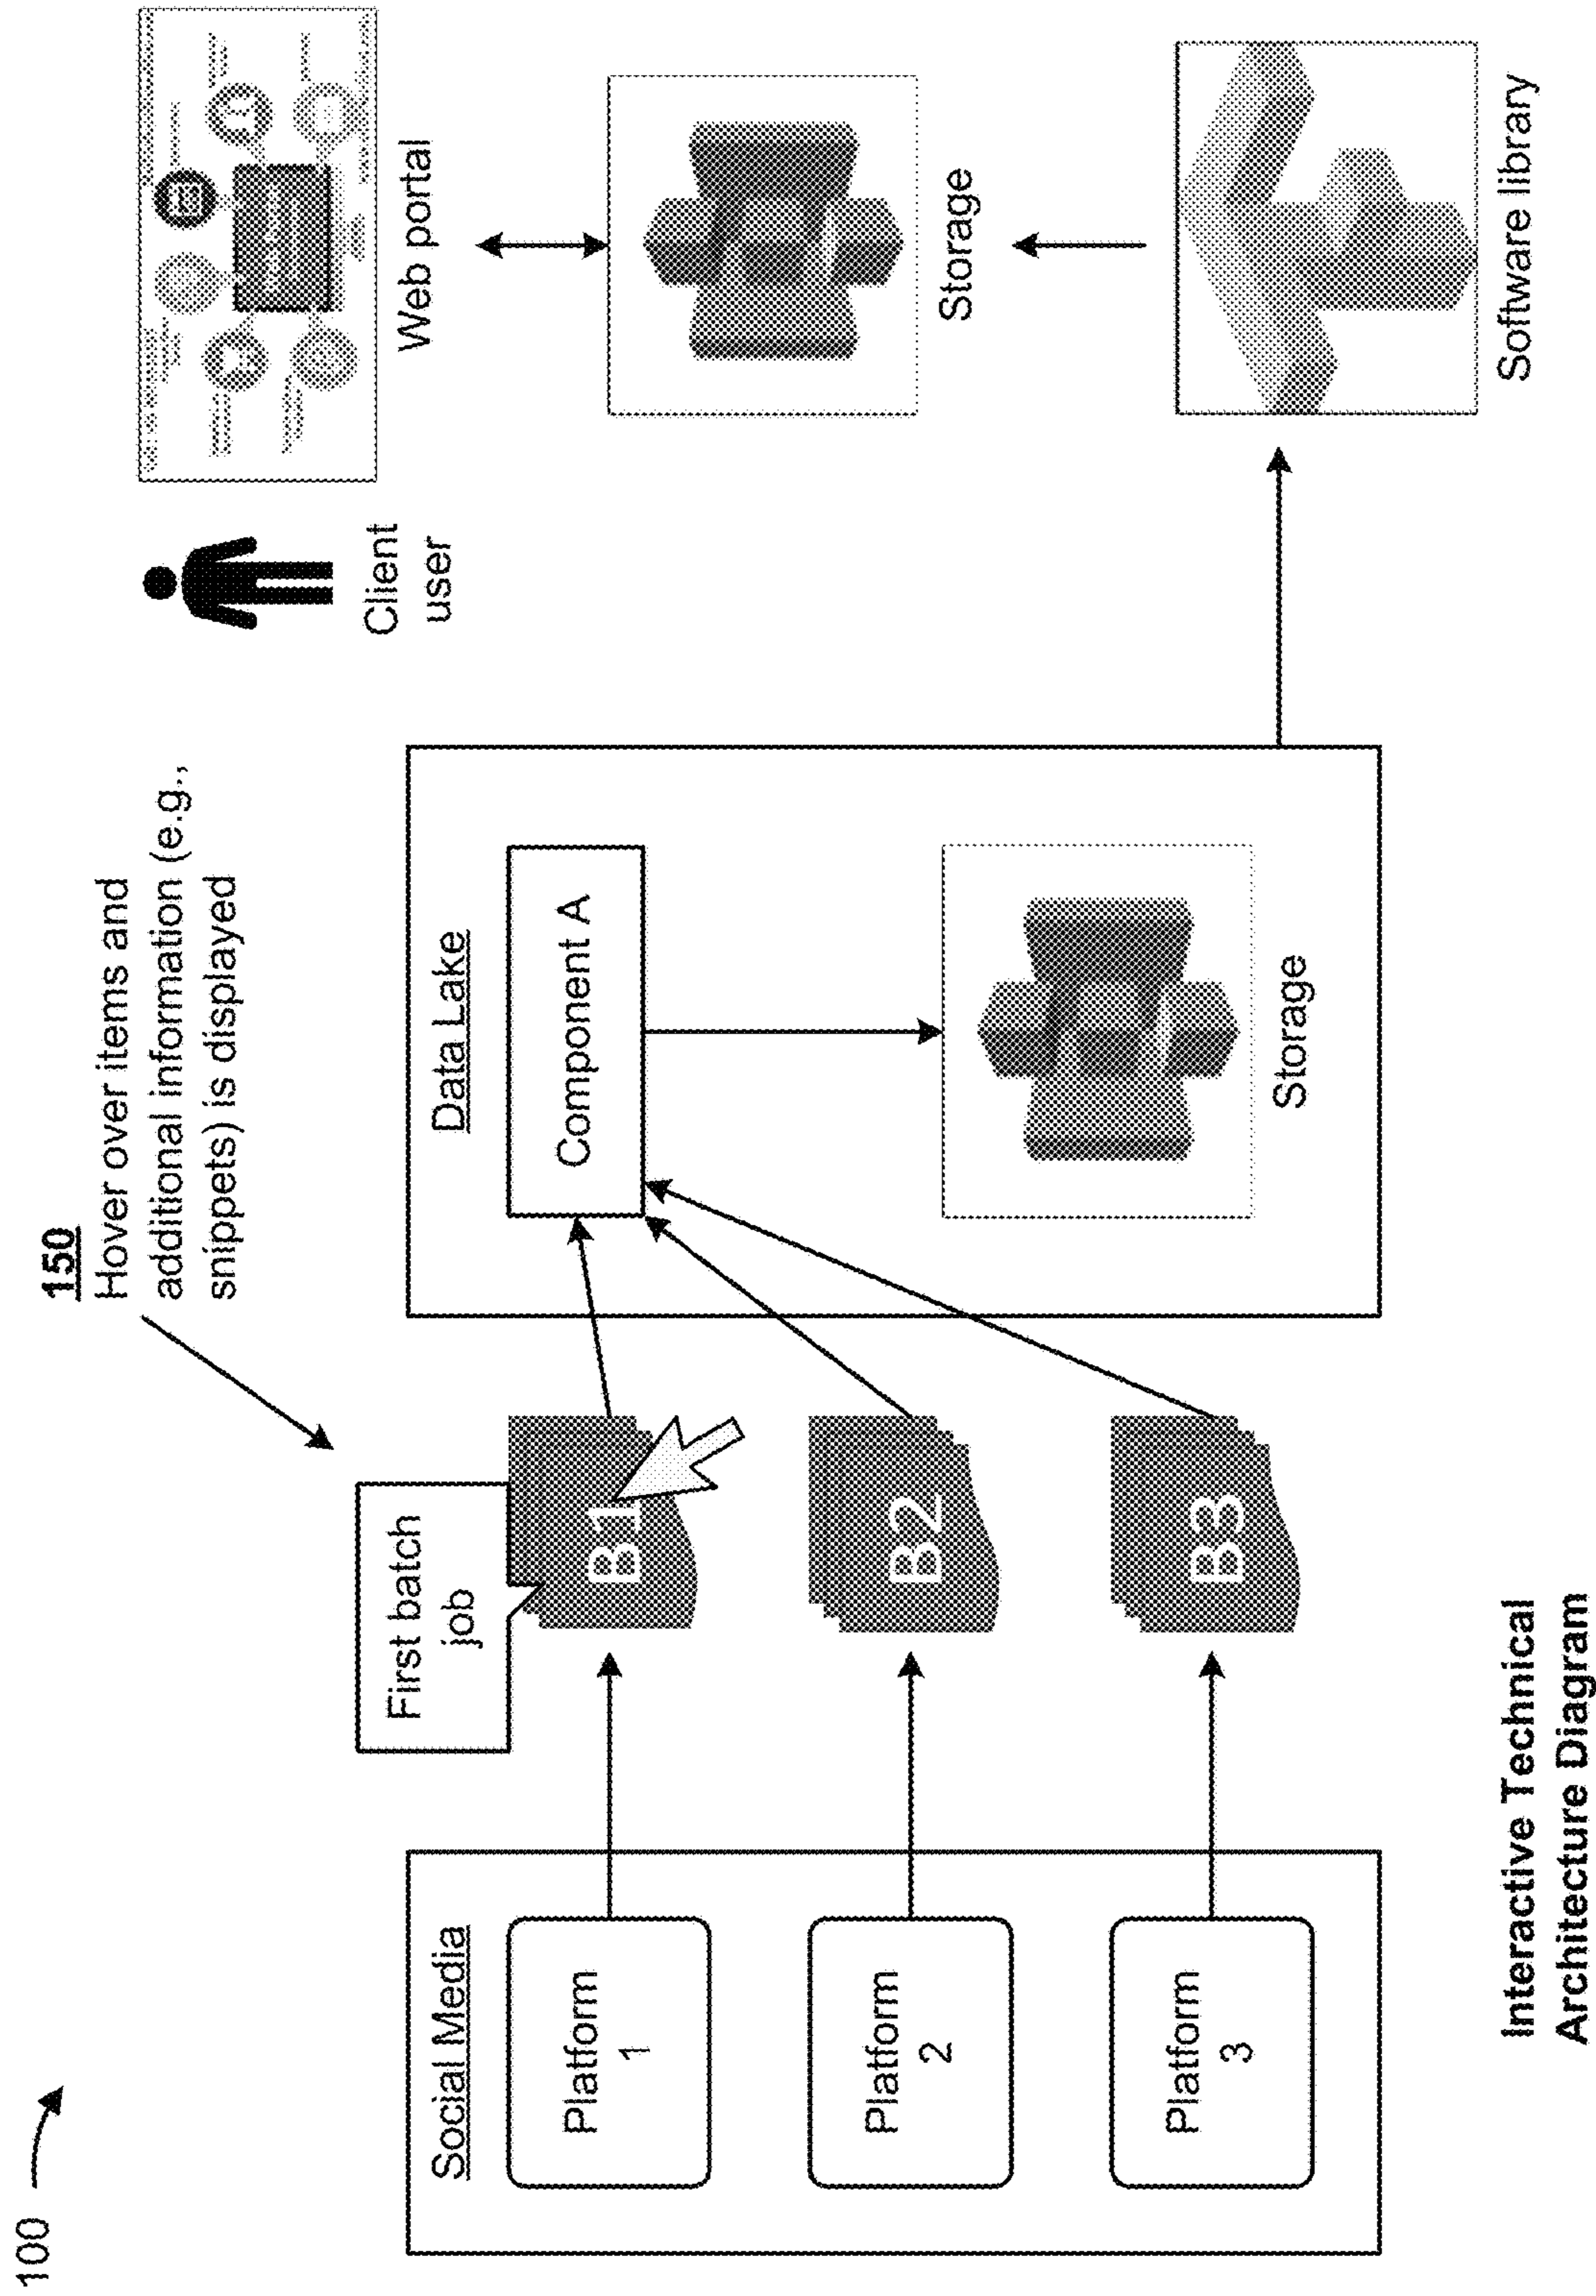 100
150
Hover over items and
additional information (e.g.,
snippets) is displayed
Social Media
Platform
1
Platform
2
Platform
3
First batch
job
B1
B2
B3
Data Lake
Component A
Storage
Client
user
Web portal
Storage
Software library
Interactive Technical
Architecture Diagram